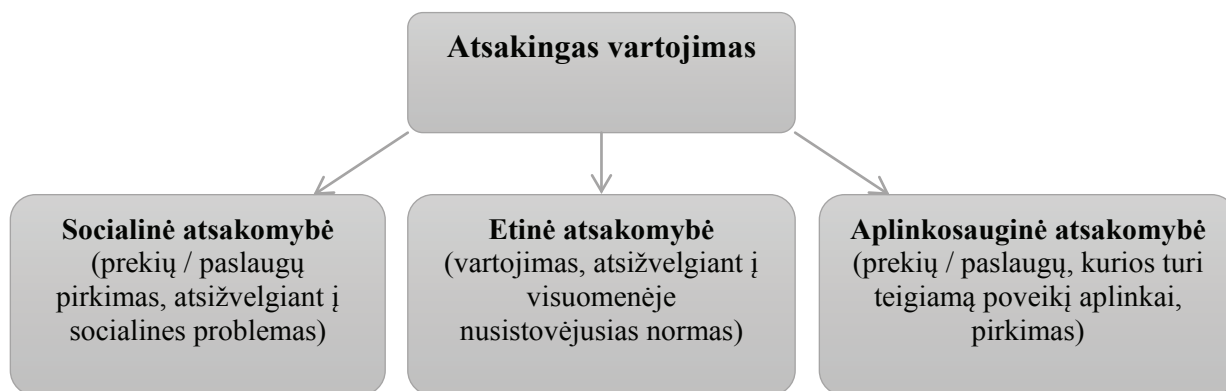 Atsakingas vartojimas
Socialinė atsakomybė
(prekių / paslaugų
pirkimas, atsižvelgiant į
socialines problemas)
Etinė atsakomybė
(vartojimas, atsižvelgiant į
visuomenėje
nusistovėjusias normas)
Aplinkosauginė atsakomybė
(prekių / paslaugų, kurios turi
teigiamą poveikį aplinkai,
pirkimas)